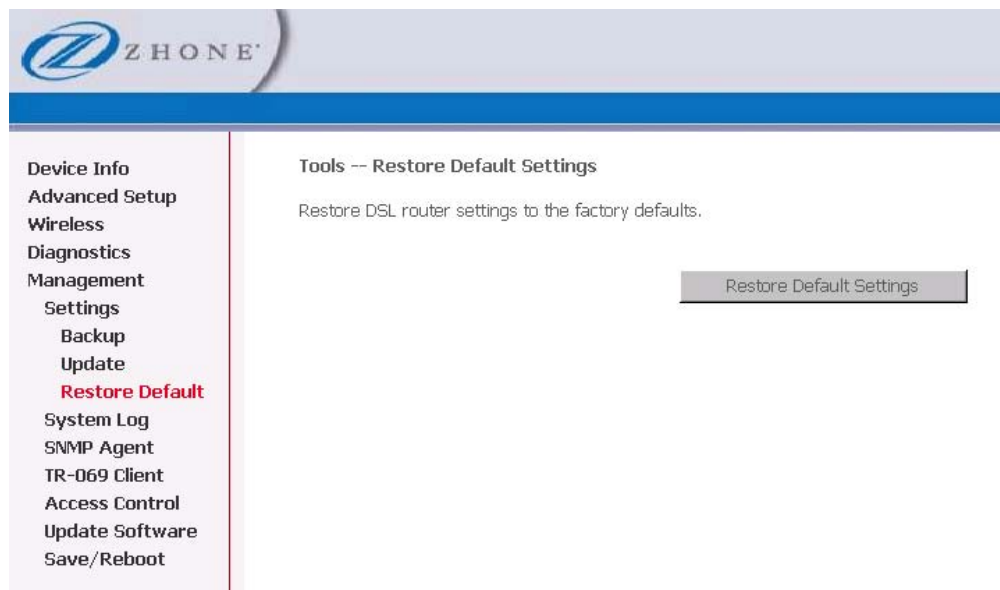 ZHONE
Device Info
Advanced Setup
Wireless
Diagnostics
Management
Settings
Backup
Update
Restore Default
System Log
SNMP Agent
TR-069 Client
Access Control
Update Software
Save/Reboot
Tools -- Restore Default Settings
Restore DSL router settings to the factory defaults.
Restore Default Settings